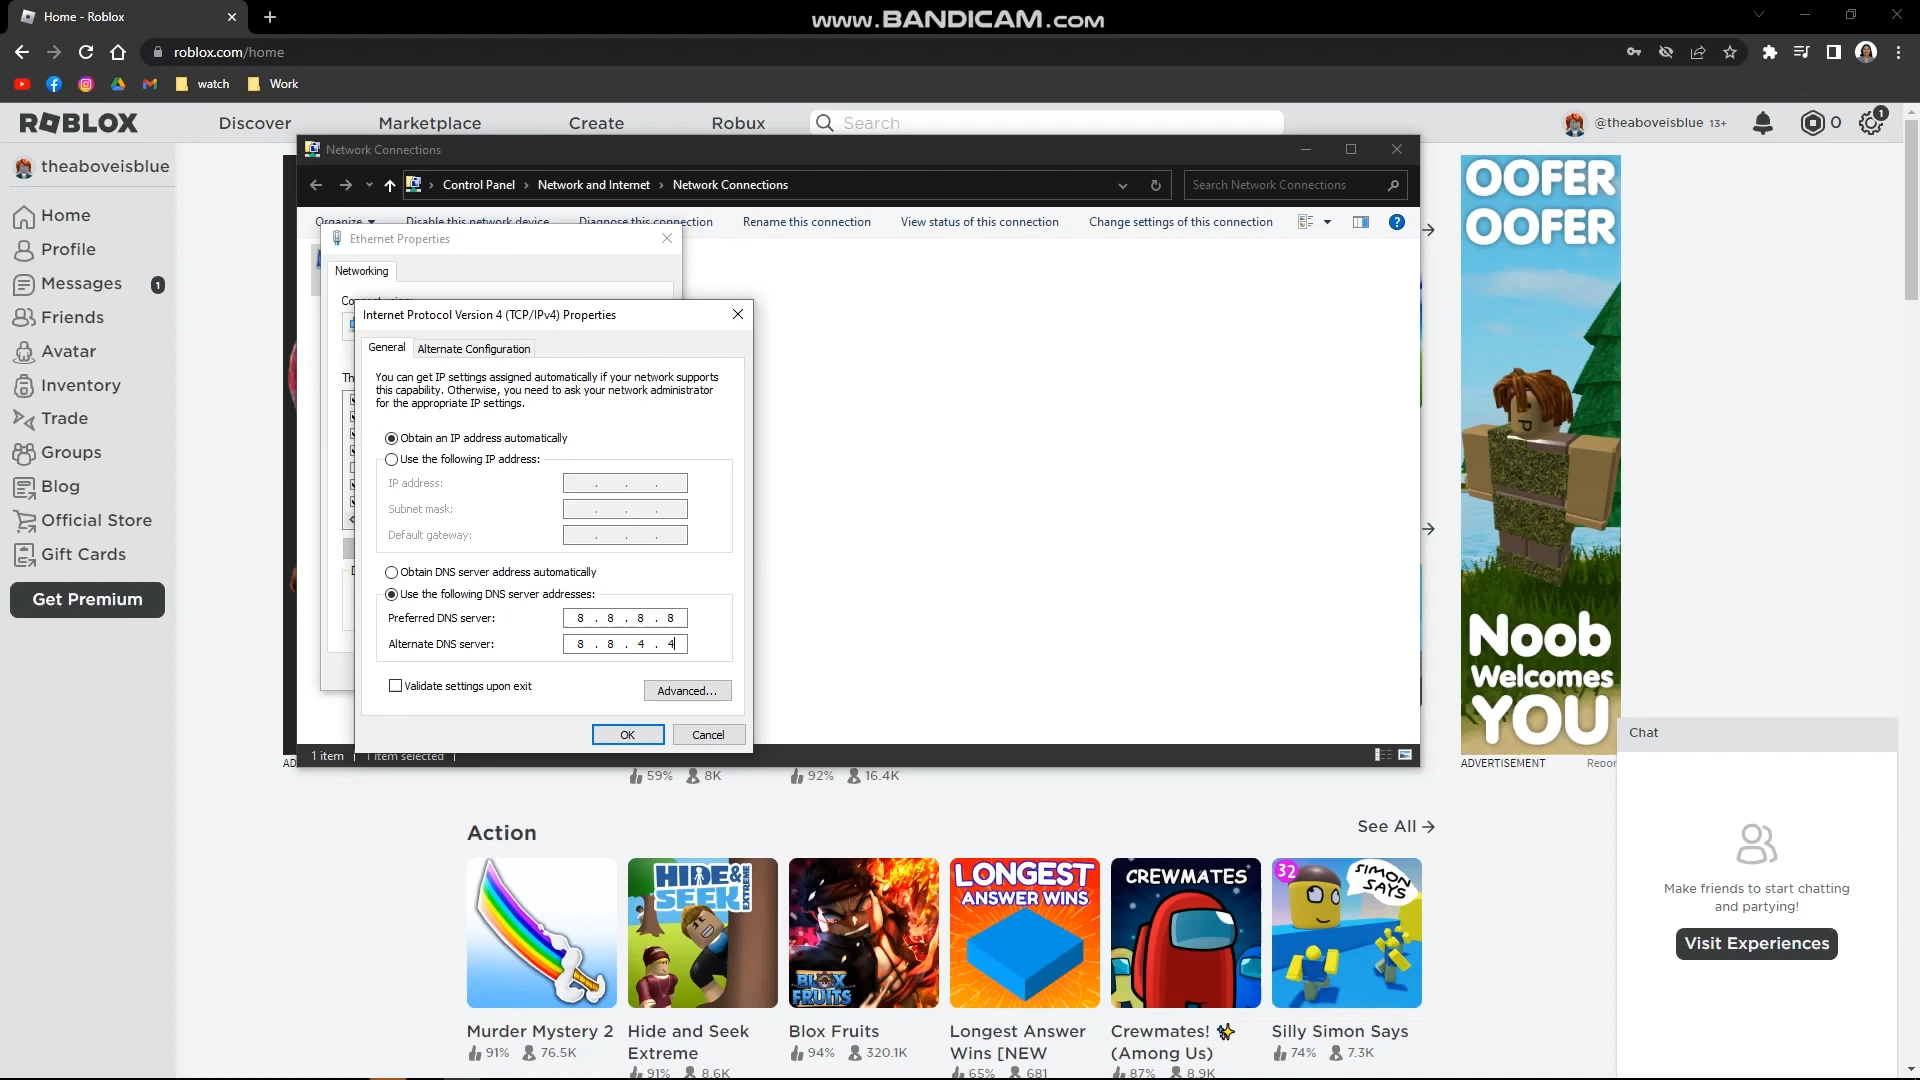 Home - Roblox
www.BANDICAM.com
roblox.com/home
watch
Work
ROBLOX
Discover
Marketplace
Create
Robux
Search
@theaboveisblue 13+
0
1
theaboveisblue
Home
Profile
Messages
1
Friends
Avatar
Inventory
Trade
Groups
Blog
Official Store
Gift Cards
Get Premium
Network Connections
Control Panel > Network and Internet > Network Connections
Search Network Connections
Organize
Disable this network device
Diagnose this connection
Rename this connection
View status of this connection
Change settings of this connection
Ethernet Properties
Networking
Internet Protocol Version 4 (TCP/IPv4) Properties
General
Alternate Configuration
You can get IP settings assigned automatically if your network supports
this capability. Otherwise, you need to ask your network administrator
for the appropriate IP settings.
Obtain an IP address automatically
Use the following IP address:
IP address:
Subnet mask:
Default gateway:
Obtain DNS server address automatically
Use the following DNS server addresses:
Preferred DNS server: 8 . 8 . 8 . 8
Alternate DNS server: 8 . 8 . 4 . 4
Validate settings upon exit
Advanced...
OK
Cancel
1 item
1 item selected
59% 8K
92% 16.4K
OOFER
OOFER
Noob
Welcomes
YOU
ADVERTISEMENT
Repor
Chat
Make friends to start chatting
and partying!
Visit Experiences
Action
See All
HIDE&
SEEK EXTREME
BLOX
FRUITS
LONGEST
ANSWER WINS
CREWMATES
32
SIMON
SAYS
Murder Mystery 2
91% 76.5K
Hide and Seek
Extreme
91% 8.6K
Blox Fruits
94% 320.1K
Longest Answer
Wins [NEW
65% 681
Crewmates! ✨
(Among Us)
87% 8.9K
Silly Simon Says
74% 7.3K